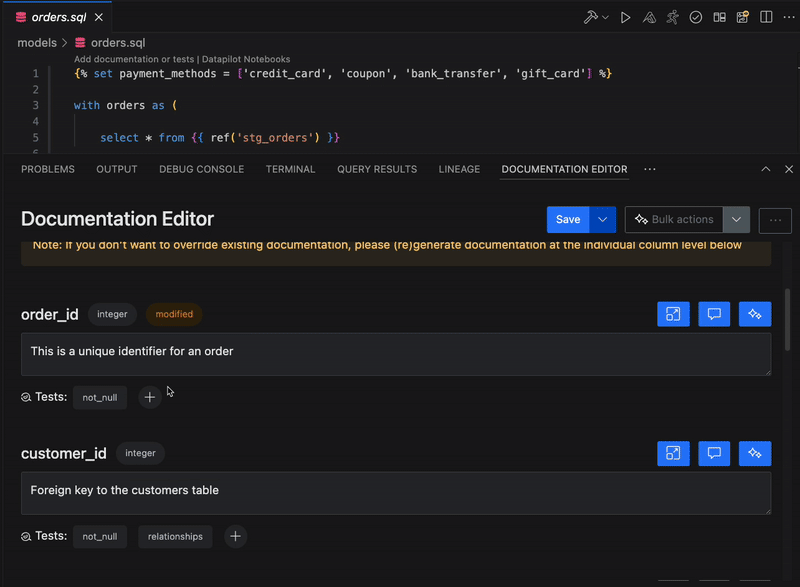 orders.sql
models > orders.sql
Add documentation or tests | Datapilot Notebooks
1 {% set payment_methods = ['credit_card', 'coupon', 'bank_transfer', 'gift_card'] %}
2
3 with orders as (
4
5 select * from {{ ref('stg_orders') }}
6
PROBLEMS OUTPUT DEBUG CONSOLE TERMINAL QUERY RESULTS LINEAGE DOCUMENTATION EDITOR ...
Documentation Editor
Save
Bulk actions
Note: If you don't want to override existing documentation, please (re)generate documentation at the individual column level below
order_id integer modified
This is a unique identifier for an order
Tests: not_null +
customer_id integer
Foreign key to the customers table
Tests: not_null relationships +